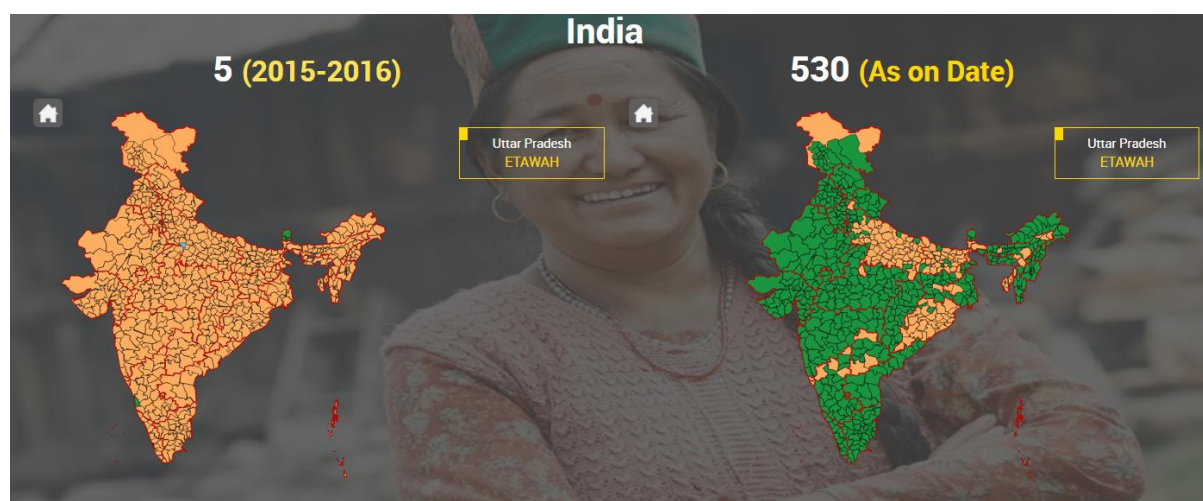 India
5 (2015-2016)
530 (As on Date)
Uttar Pradesh
ETAWAH
Uttar Pradesh
ETAWAH